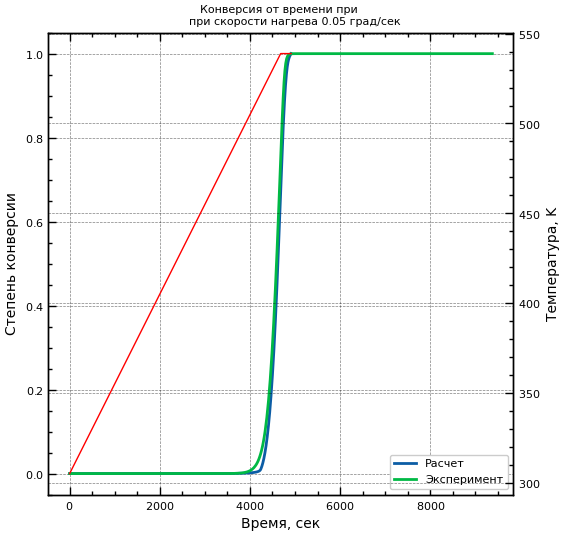 Конверсия от времени при
при скорости нагрева 0.05 град/сек
1.0
0.8
0.6
0.4
0.2
0.0
Степень конверсии
550
500
450
400
350
300
Температура, К
Расчет
Эксперимент
0 2000 4000 6000 8000
Время, сек